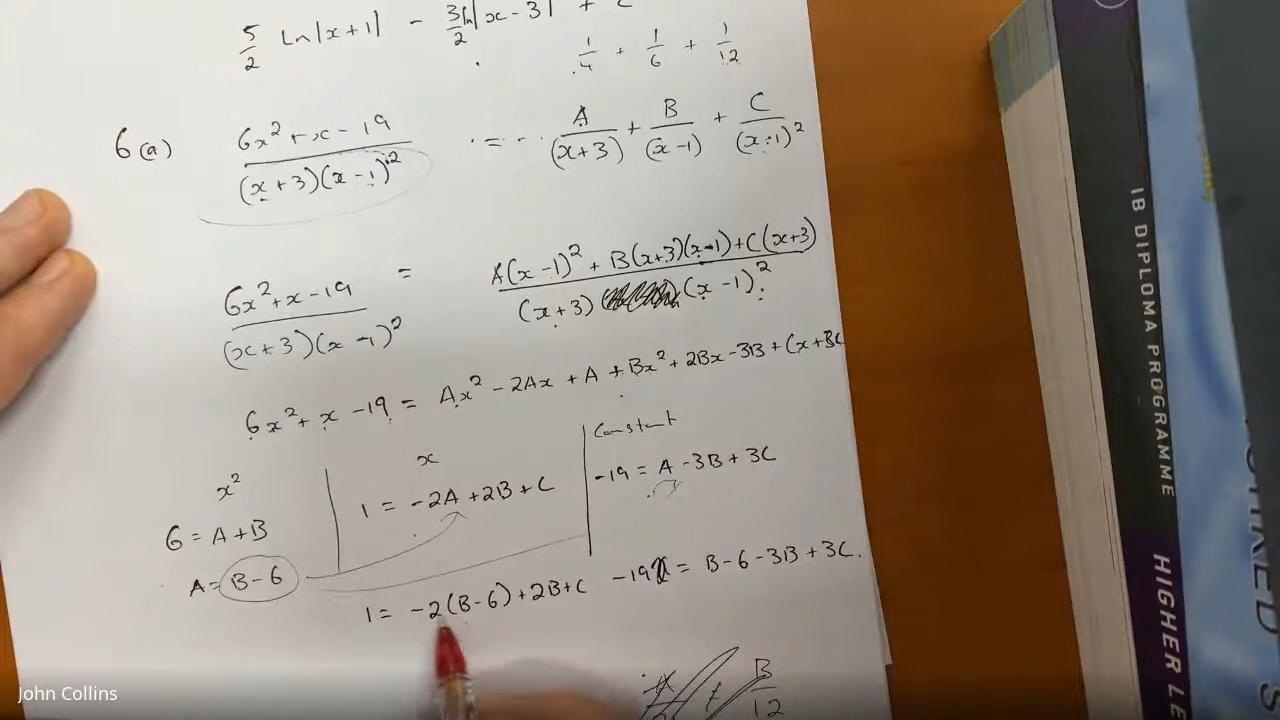 5/2 Ln|x+1| - 3/2 ln|x-3| + C
1/4 + 1/6 + 1/12
6(a) (6x² + x - 19)/((x+3)(x-1)²) = A/(x+3) + B/(x-1) + C/(x-1)²
(6x² + x - 19)/((x+3)(x-1)²) = (A(x-1)² + B(x+3)(x-1) + C(x+3))/((x+3)(x-1)²)
6x² + x - 19 = Ax² - 2Ax + A + Bx² + 2Bx - 3B + Cx + 3C
x² x Constant
6 = A+B 1 = -2A + 2B + C -19 = A - 3B + 3C
A = B-6
1 = -2(B-6) + 2B + C -19 = B-6-3B+3C
B/12
IB DIPLOMA PROGRAMME
HIGHER LE
John Collins